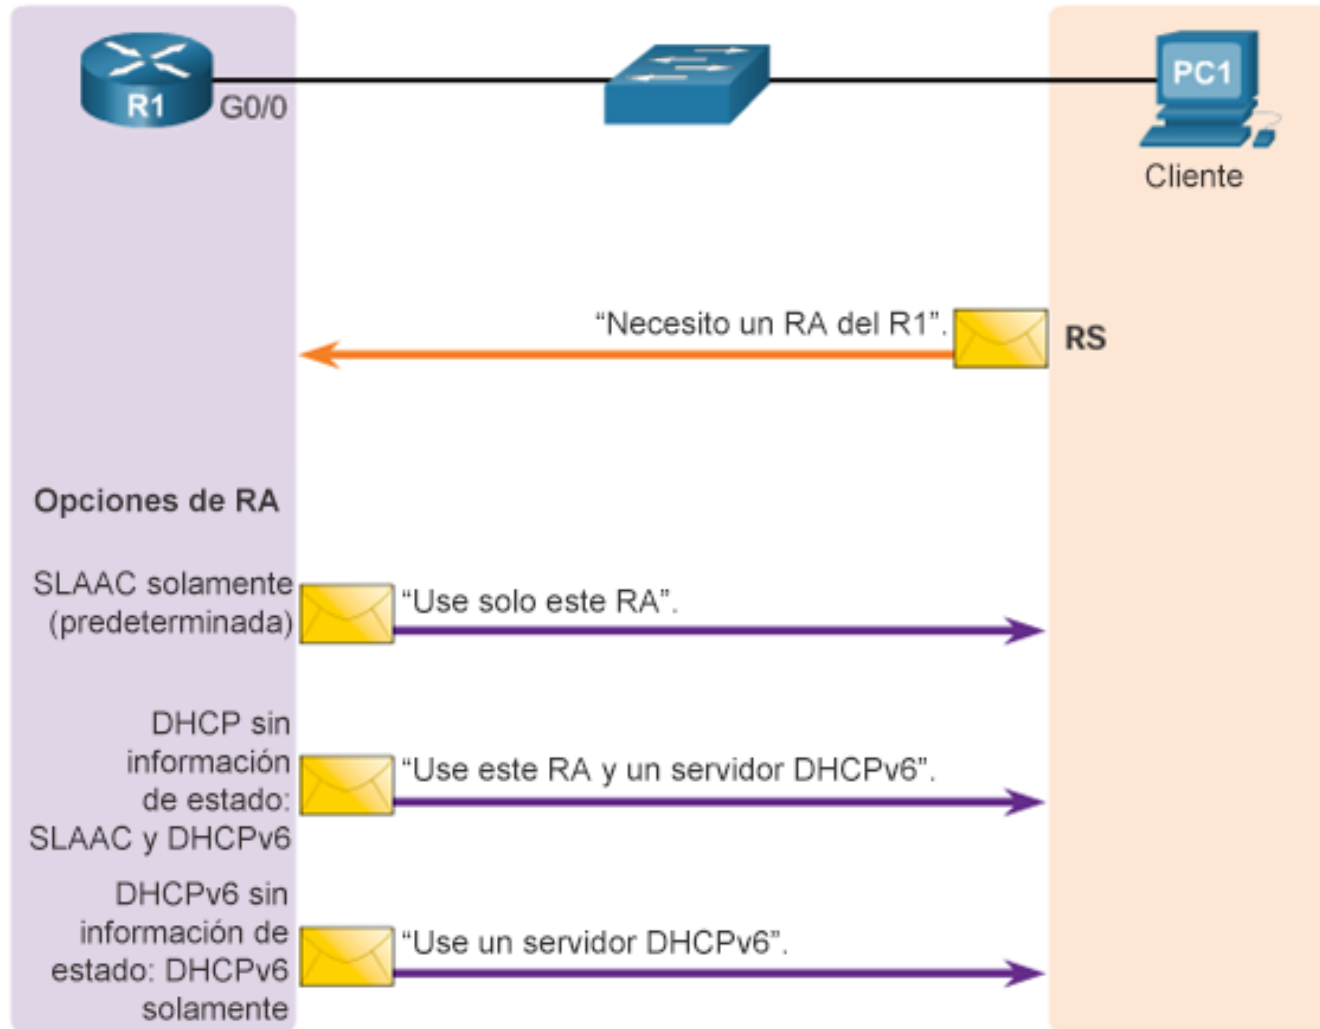 R1
G0/0
PC1
Cliente
“Necesito un RA del R1”.
RS
Opciones de RA
SLAAC solamente
(predeterminada)
“Use solo este RA”.
DHCP sin
información
de estado:
SLAAC y DHCPv6
“Use este RA y un servidor DHCPv6”.
DHCPv6 sin
información de
estado: DHCPv6
solamente
“Use un servidor DHCPv6”.